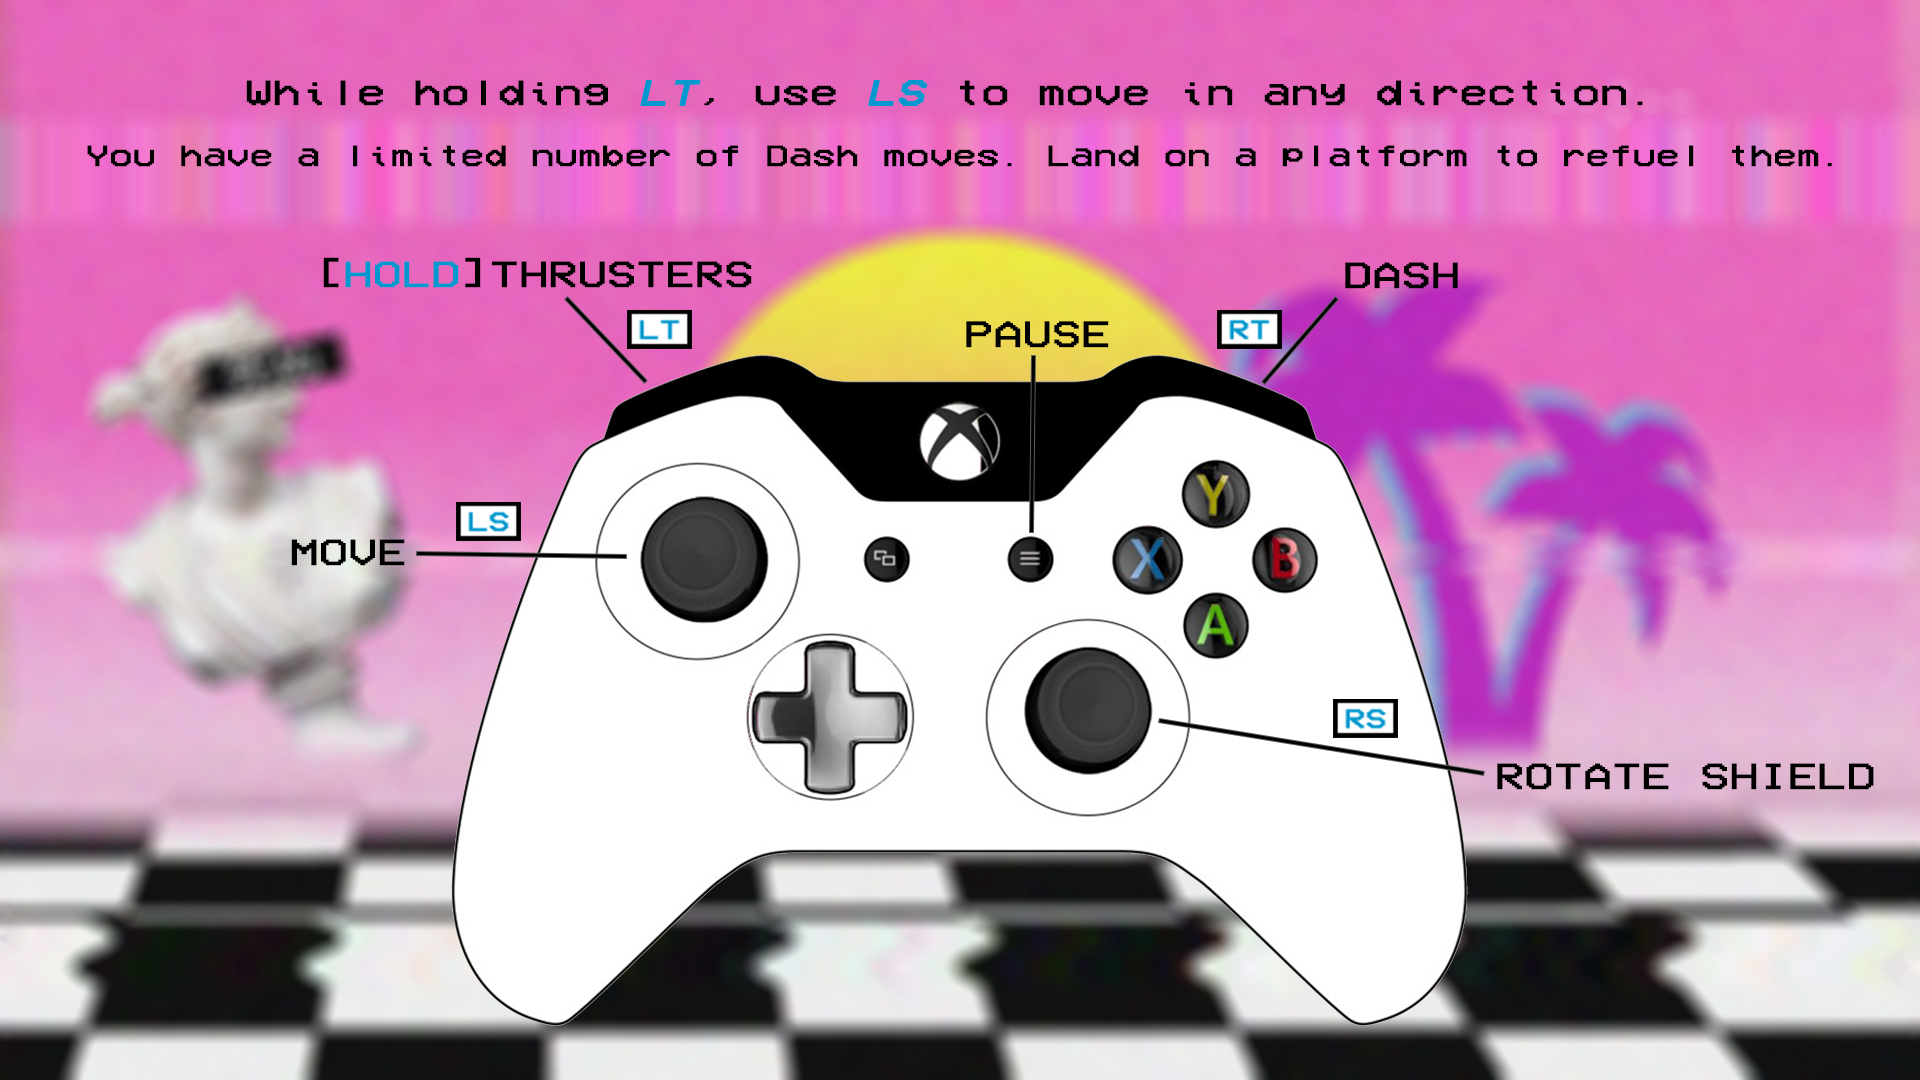 While holding LT, use LS to move in any direction.
You have a limited number of Dash moves. Land on a platform to refuel them.
[HOLD]THRUSTERS
DASH
LT
PAUSE
RT
Y
LS
MOVE
X
B
A
RS
ROTATE SHIELD